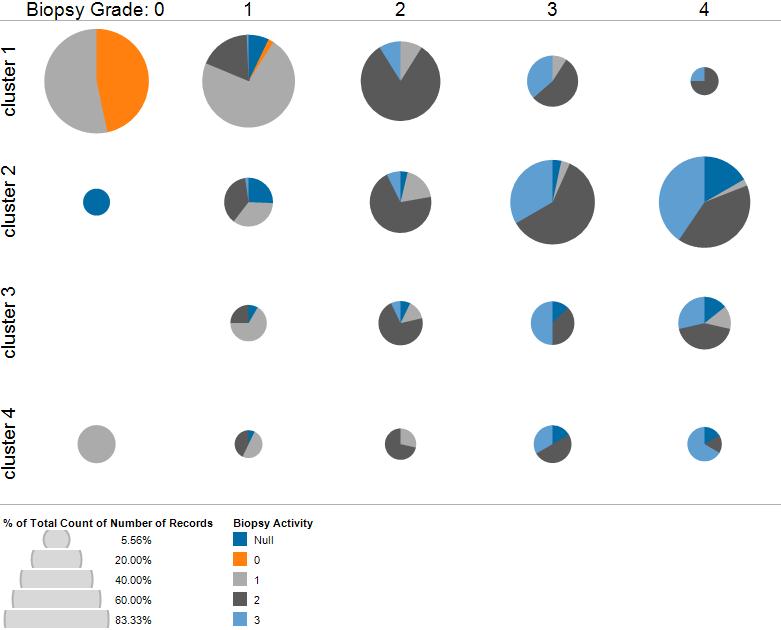 Biopsy Grade: 0 1 2 3 4
cluster 1
cluster 2
cluster 3
cluster 4
% of Total Count of Number of Records
5.56%
20.00%
40.00%
60.00%
83.33%
Biopsy Activity
Null
0
1
2
3